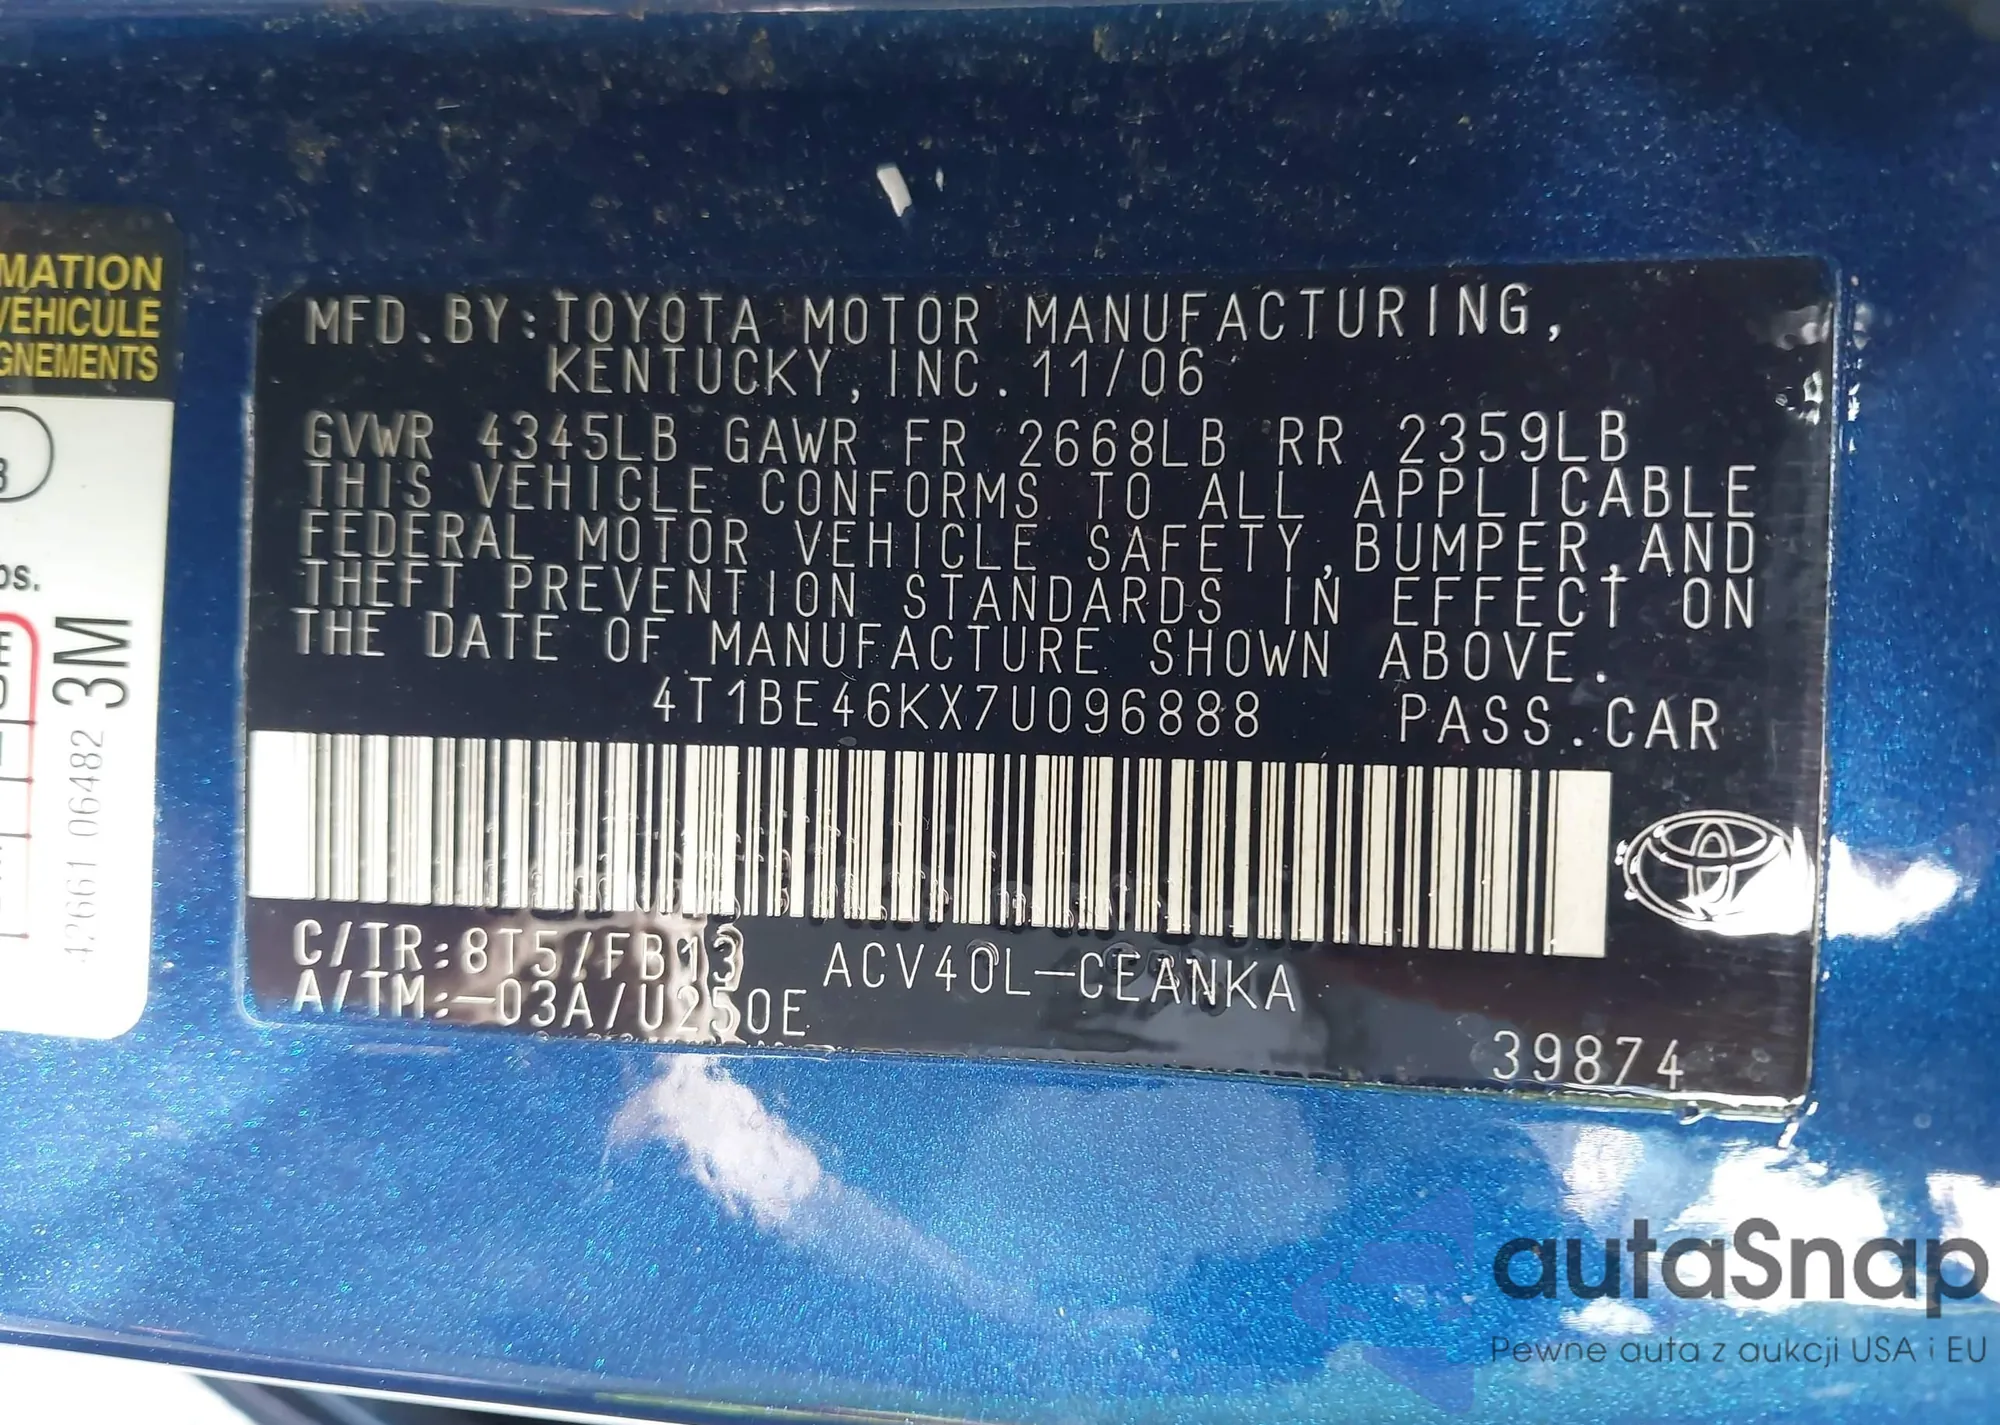 MATION
VÉHICULE
GNEMENTS
3
os.
3M
42661 06482
MFD.BY:TOYOTA MOTOR MANUFACTURING,
KENTUCKY,INC.11/06
GVWR 4345LB GAWR FR 2668LB RR 2359LB
THIS VEHICLE CONFORMS TO ALL APPLICABLE
FEDERAL MOTOR VEHICLE SAFETY,BUMPER,AND
THEFT PREVENTION STANDARDS IN EFFECT ON
THE DATE OF MANUFACTURE SHOWN ABOVE.
4T1BE46KX7U096888 PASS.CAR
C/TR:8T5/FB13 ACV40L-CEANKA
A/TM:-03A/U250E
39874
autaSnap
Pewne auta z aukcji USA i EU